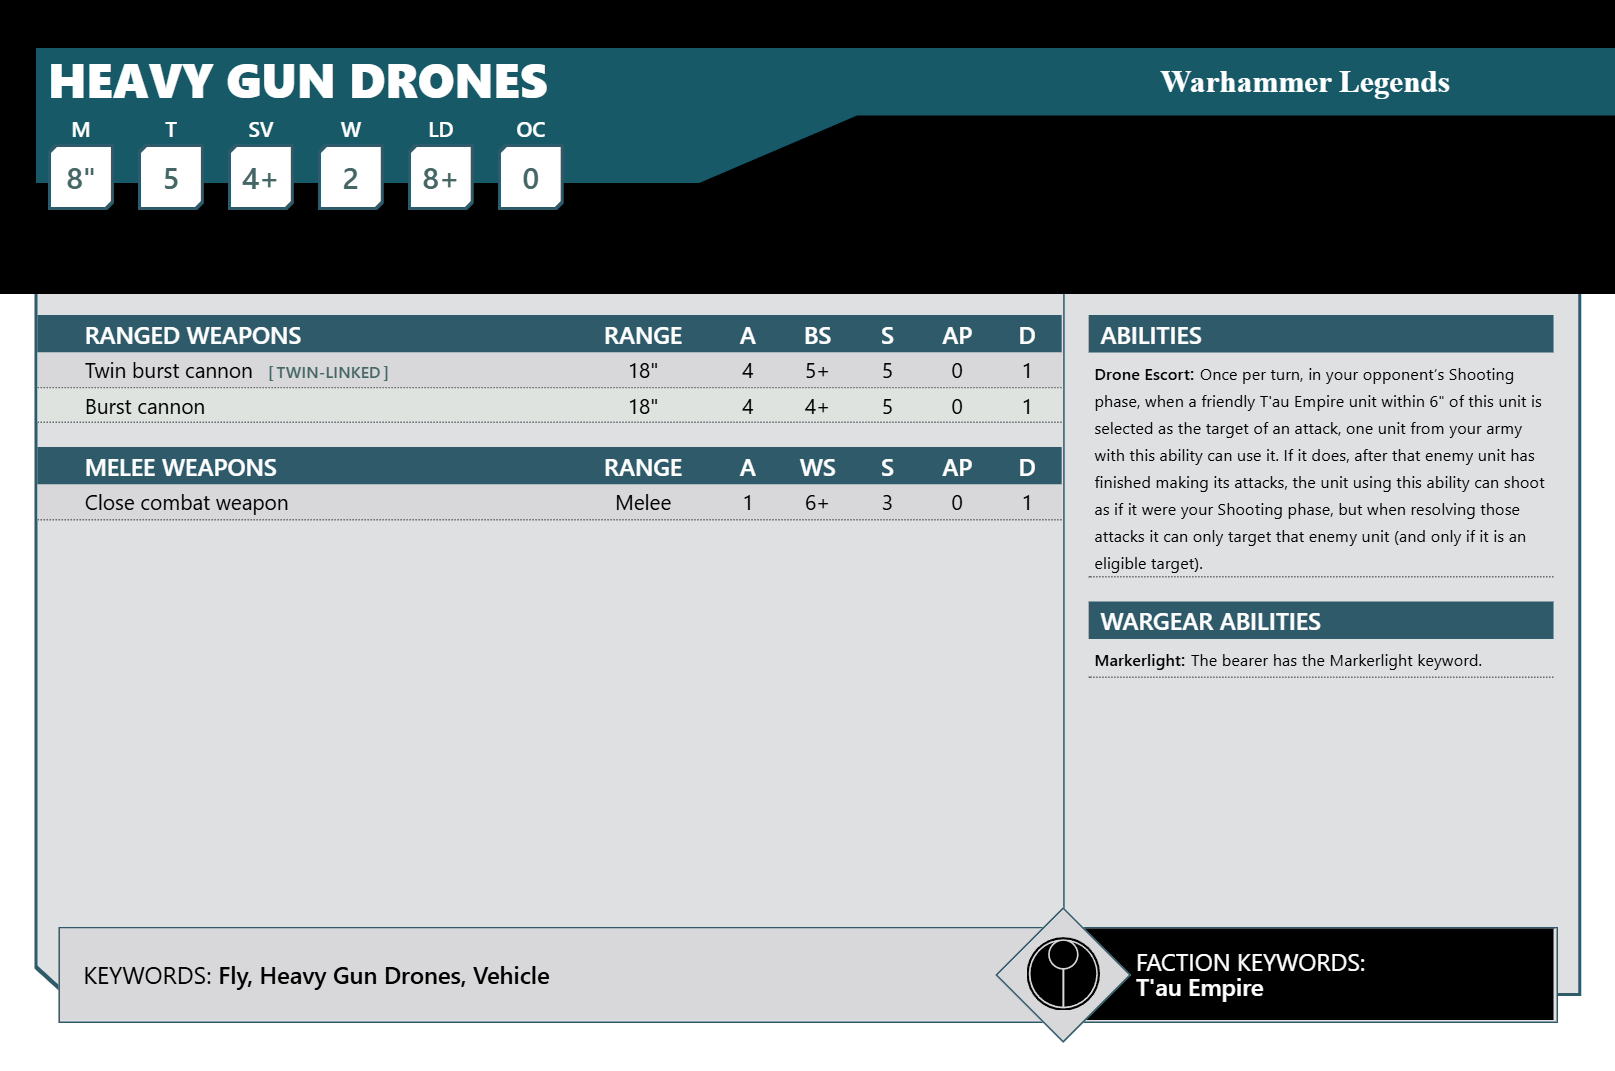 HEAVY GUN DRONES
Warhammer Legends
M T SV W LD OC
8" 5 4+ 2 8+ 0
RANGED WEAPONS RANGE A BS S AP D
Twin burst cannon [TWIN-LINKED] 18" 4 5+ 5 0 1
Burst cannon 18" 4 4+ 5 0 1
MELEE WEAPONS RANGE A WS S AP D
Close combat weapon Melee 1 6+ 3 0 1
ABILITIES
Drone Escort: Once per turn, in your opponent’s Shooting
phase, when a friendly T'au Empire unit within 6" of this unit is
selected as the target of an attack, one unit from your army
with this ability can use it. If it does, after that enemy unit has
finished making its attacks, the unit using this ability can shoot
as if it were your Shooting phase, but when resolving those
attacks it can only target that enemy unit (and only if it is an
eligible target).
WARGEAR ABILITIES
Markerlight: The bearer has the Markerlight keyword.
KEYWORDS: Fly, Heavy Gun Drones, Vehicle
FACTION KEYWORDS:
T'au Empire